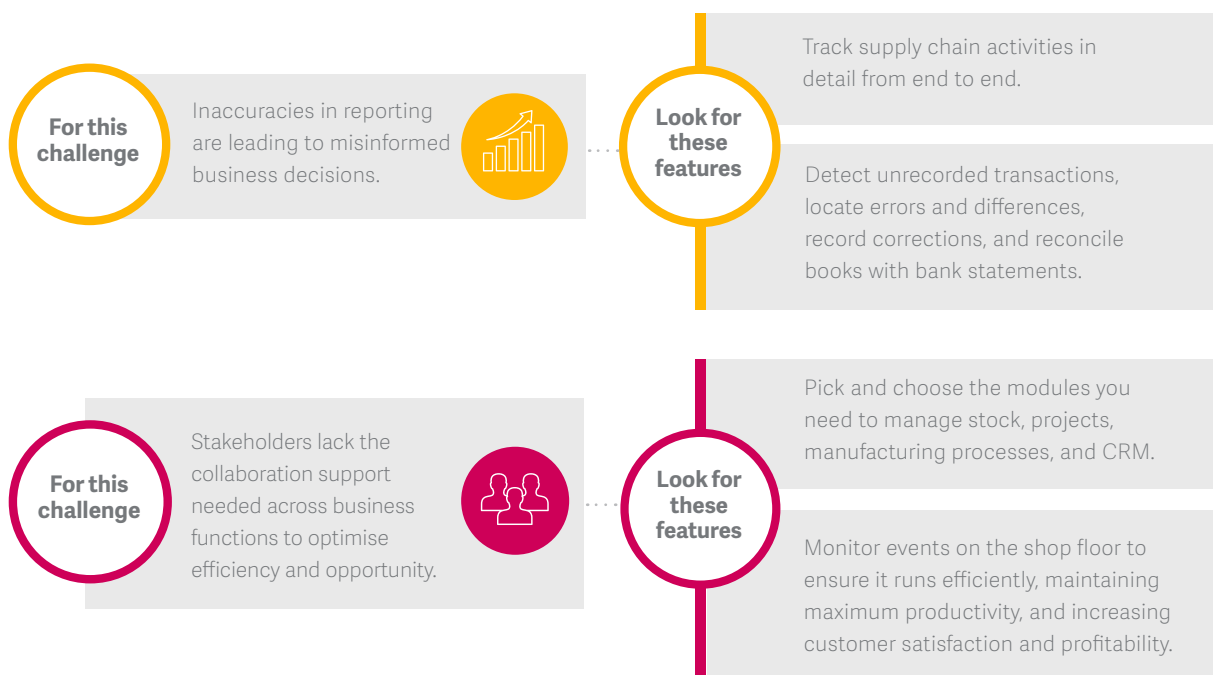 For this
challenge
Inaccuracies in reporting
are leading to misinformed
business decisions.
Look for
these
features
Track supply chain activities in
detail from end to end.
Detect unrecorded transactions,
locate errors and differences,
record corrections, and reconcile
books with bank statements.
For this
challenge
Stakeholders lack the
collaboration support
needed across business
functions to optimise
efficiency and opportunity.
Look for
these
features
Pick and choose the modules you
need to manage stock, projects,
manufacturing processes, and CRM.
Monitor events on the shop floor to
ensure it runs efficiently, maintaining
maximum productivity, and increasing
customer satisfaction and profitability.